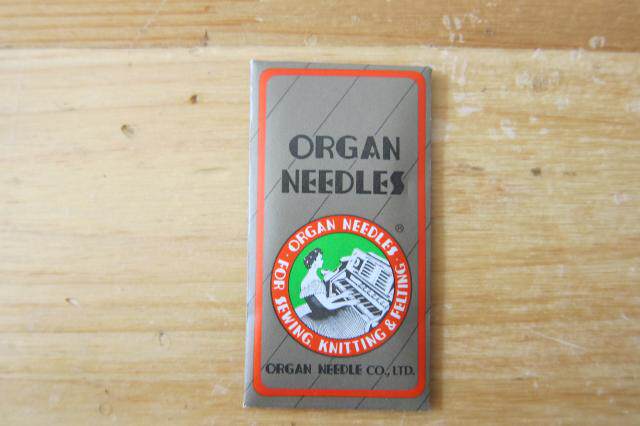 ORGAN
NEEDLES
®
· ORGAN NEEDLES ·
FOR SEWING, KNITTING & FELTING
ORGAN NEEDLE CO., LTD.